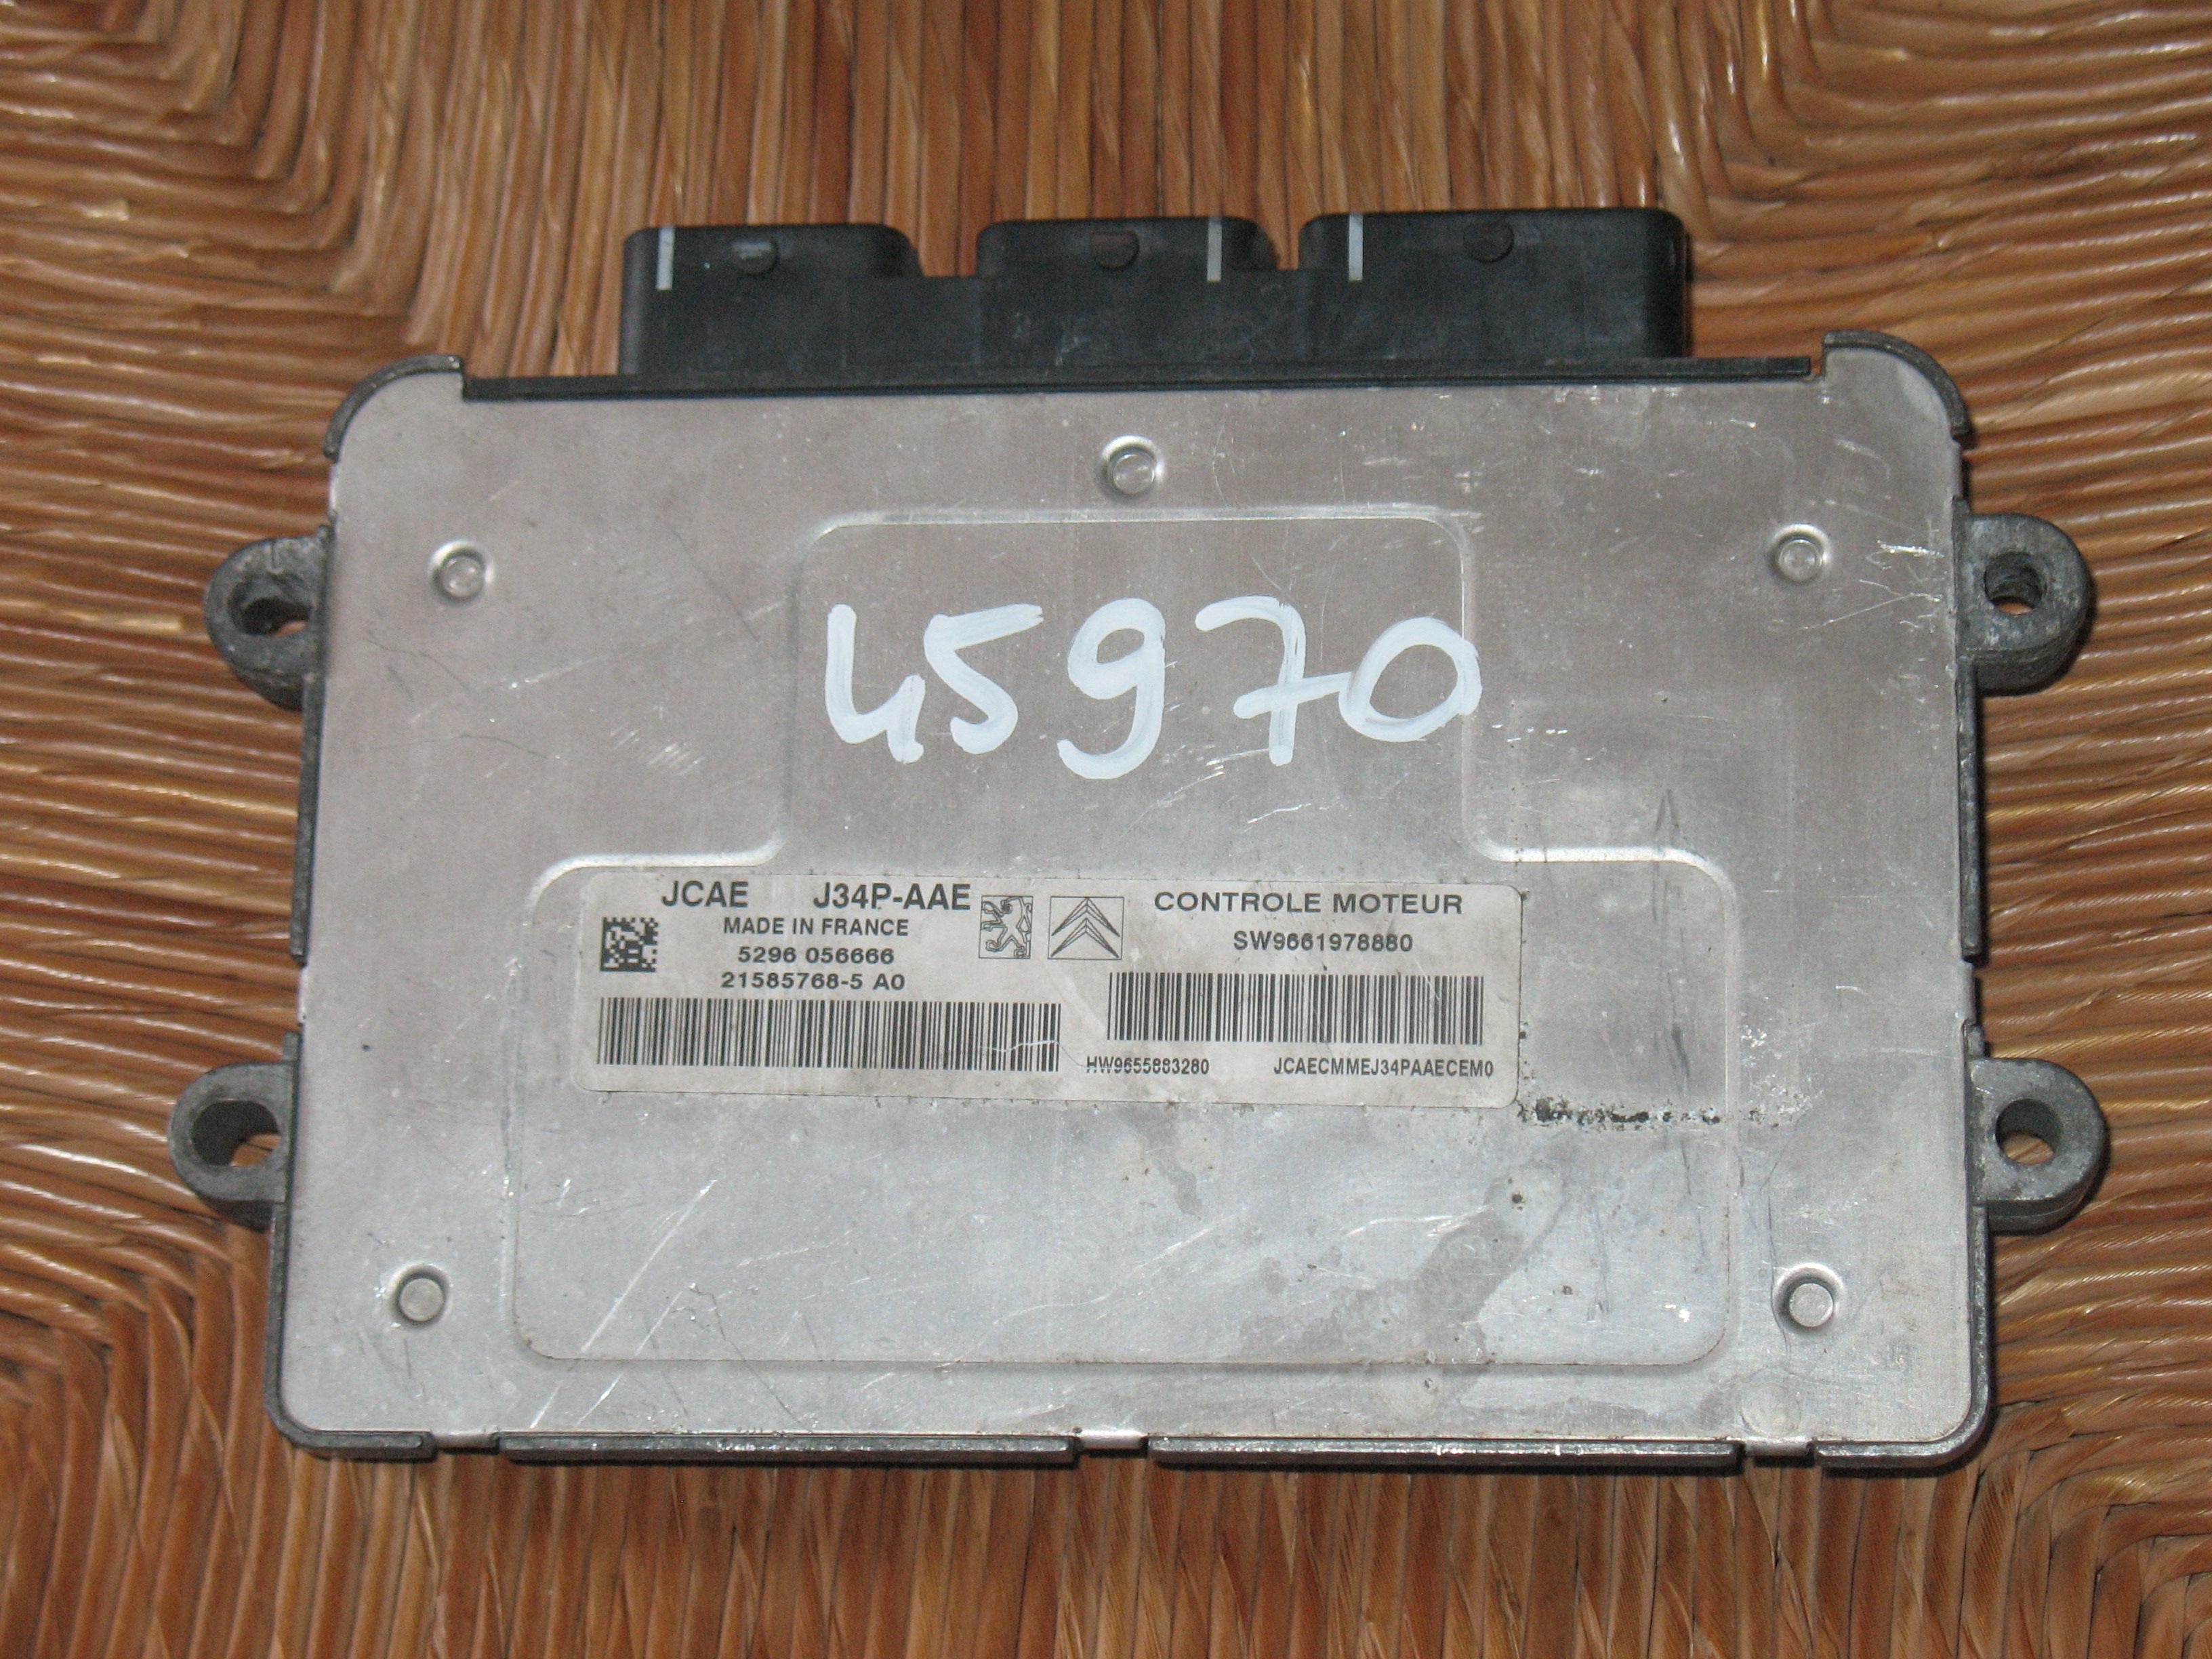 45970
JCAE J34P-AAE
MADE IN FRANCE
5296 056666
21585768-5 A0
CONTROLE MOTEUR
SW9661978880
HW9655883280 JCAECMMEJ34PAAECEM0